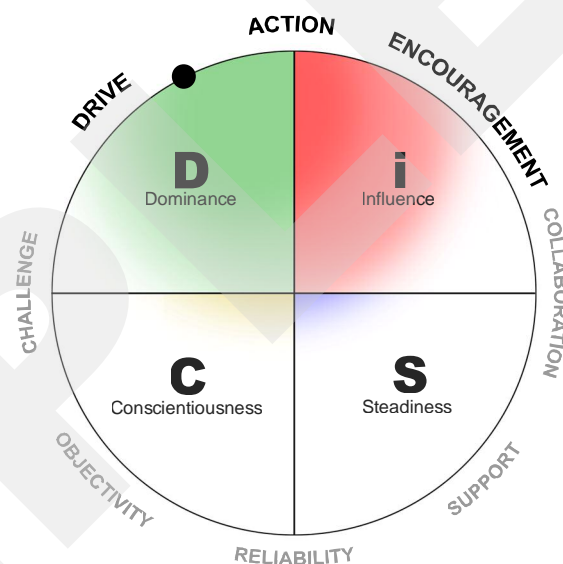 ACTION
DRIVE
ENCOURAGEMENT
D
Dominance
i
Influence
CHALLENGE
COLLABORATION
C
Conscientiousness
S
Steadiness
OBJECTIVITY
SUPPORT
RELIABILITY